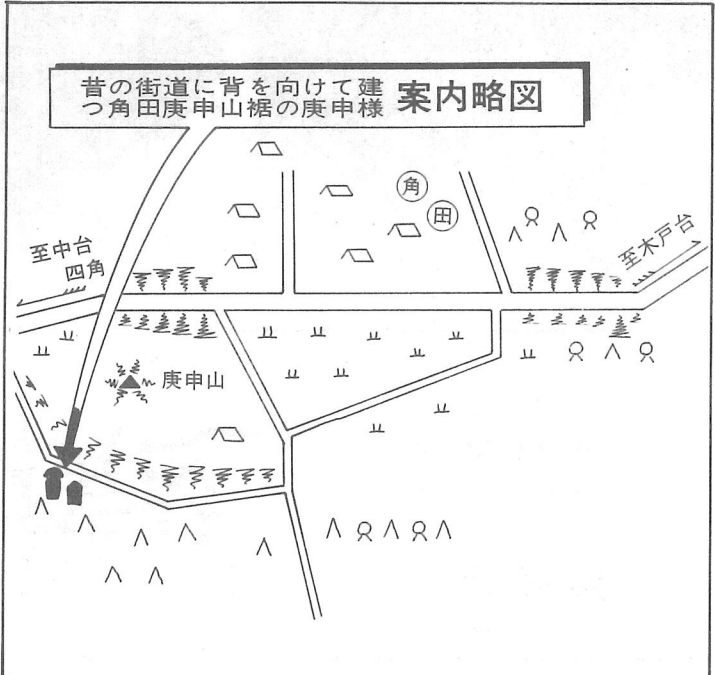 昔の街道に背を向けて建
つ角田庚申山裾の庚申様
案内略図
角
田
至中台
四角
至木戸台
庚申山